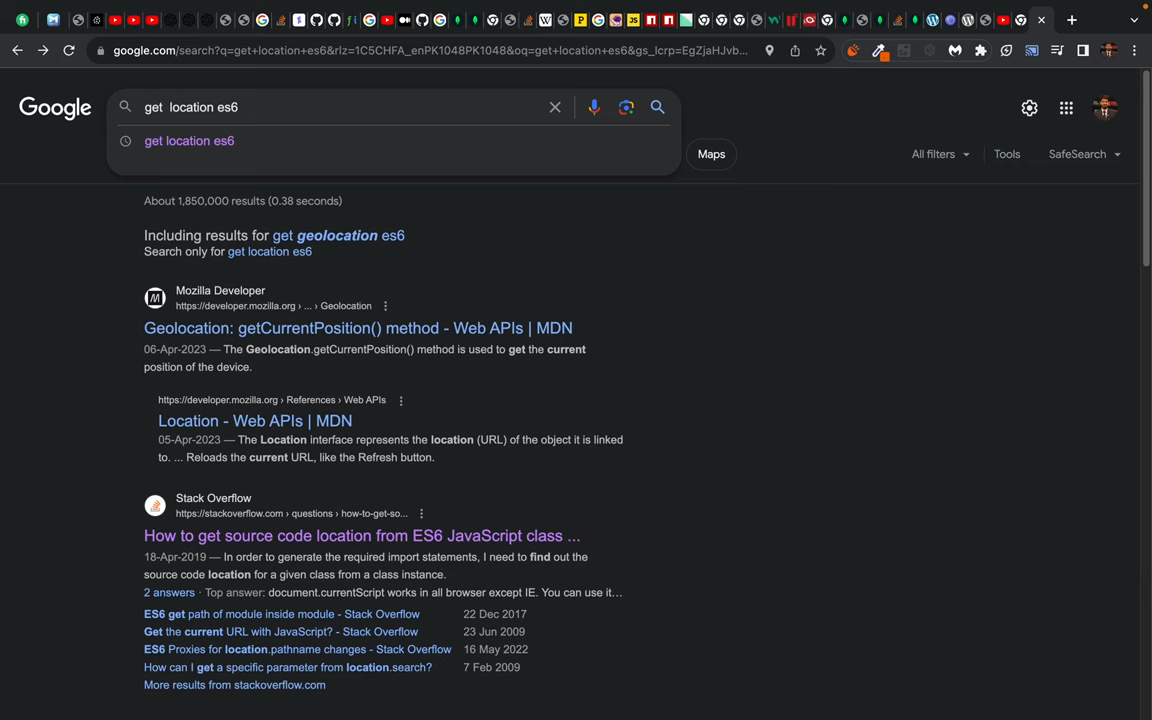 google.com/search?q=get+location+es6&rlz=1C5CHFA_enPK1048PK1048&oq=get+location+es6&gs_lcrp=EgZjaHJvb...
Google
get  location es6
get location es6
Maps
All filters
Tools
SafeSearch
About 1,850,000 results (0.38 seconds)
Including results for get geolocation es6
Search only for get location es6
Mozilla Developer
https://developer.mozilla.org › ... › Geolocation
Geolocation: getCurrentPosition() method - Web APIs | MDN
06-Apr-2023 — The Geolocation.getCurrentPosition() method is used to get the current
position of the device.
https://developer.mozilla.org › References › Web APIs
Location - Web APIs | MDN
05-Apr-2023 — The Location interface represents the location (URL) of the object it is linked
to. ... Reloads the current URL, like the Refresh button.
Stack Overflow
https://stackoverflow.com › questions › how-to-get-so...
How to get source code location from ES6 JavaScript class ...
18-Apr-2019 — In order to generate the required import statements, I need to find out the
source code location for a given class from a class instance.
2 answers · Top answer: document.currentScript works in all browser except IE. You can use it…
ES6 get path of module inside module - Stack Overflow 22 Dec 2017
Get the current URL with JavaScript? - Stack Overflow 23 Jun 2009
ES6 Proxies for location.pathname changes - Stack Overflow 16 May 2022
How can I get a specific parameter from location.search? 7 Feb 2009
More results from stackoverflow.com